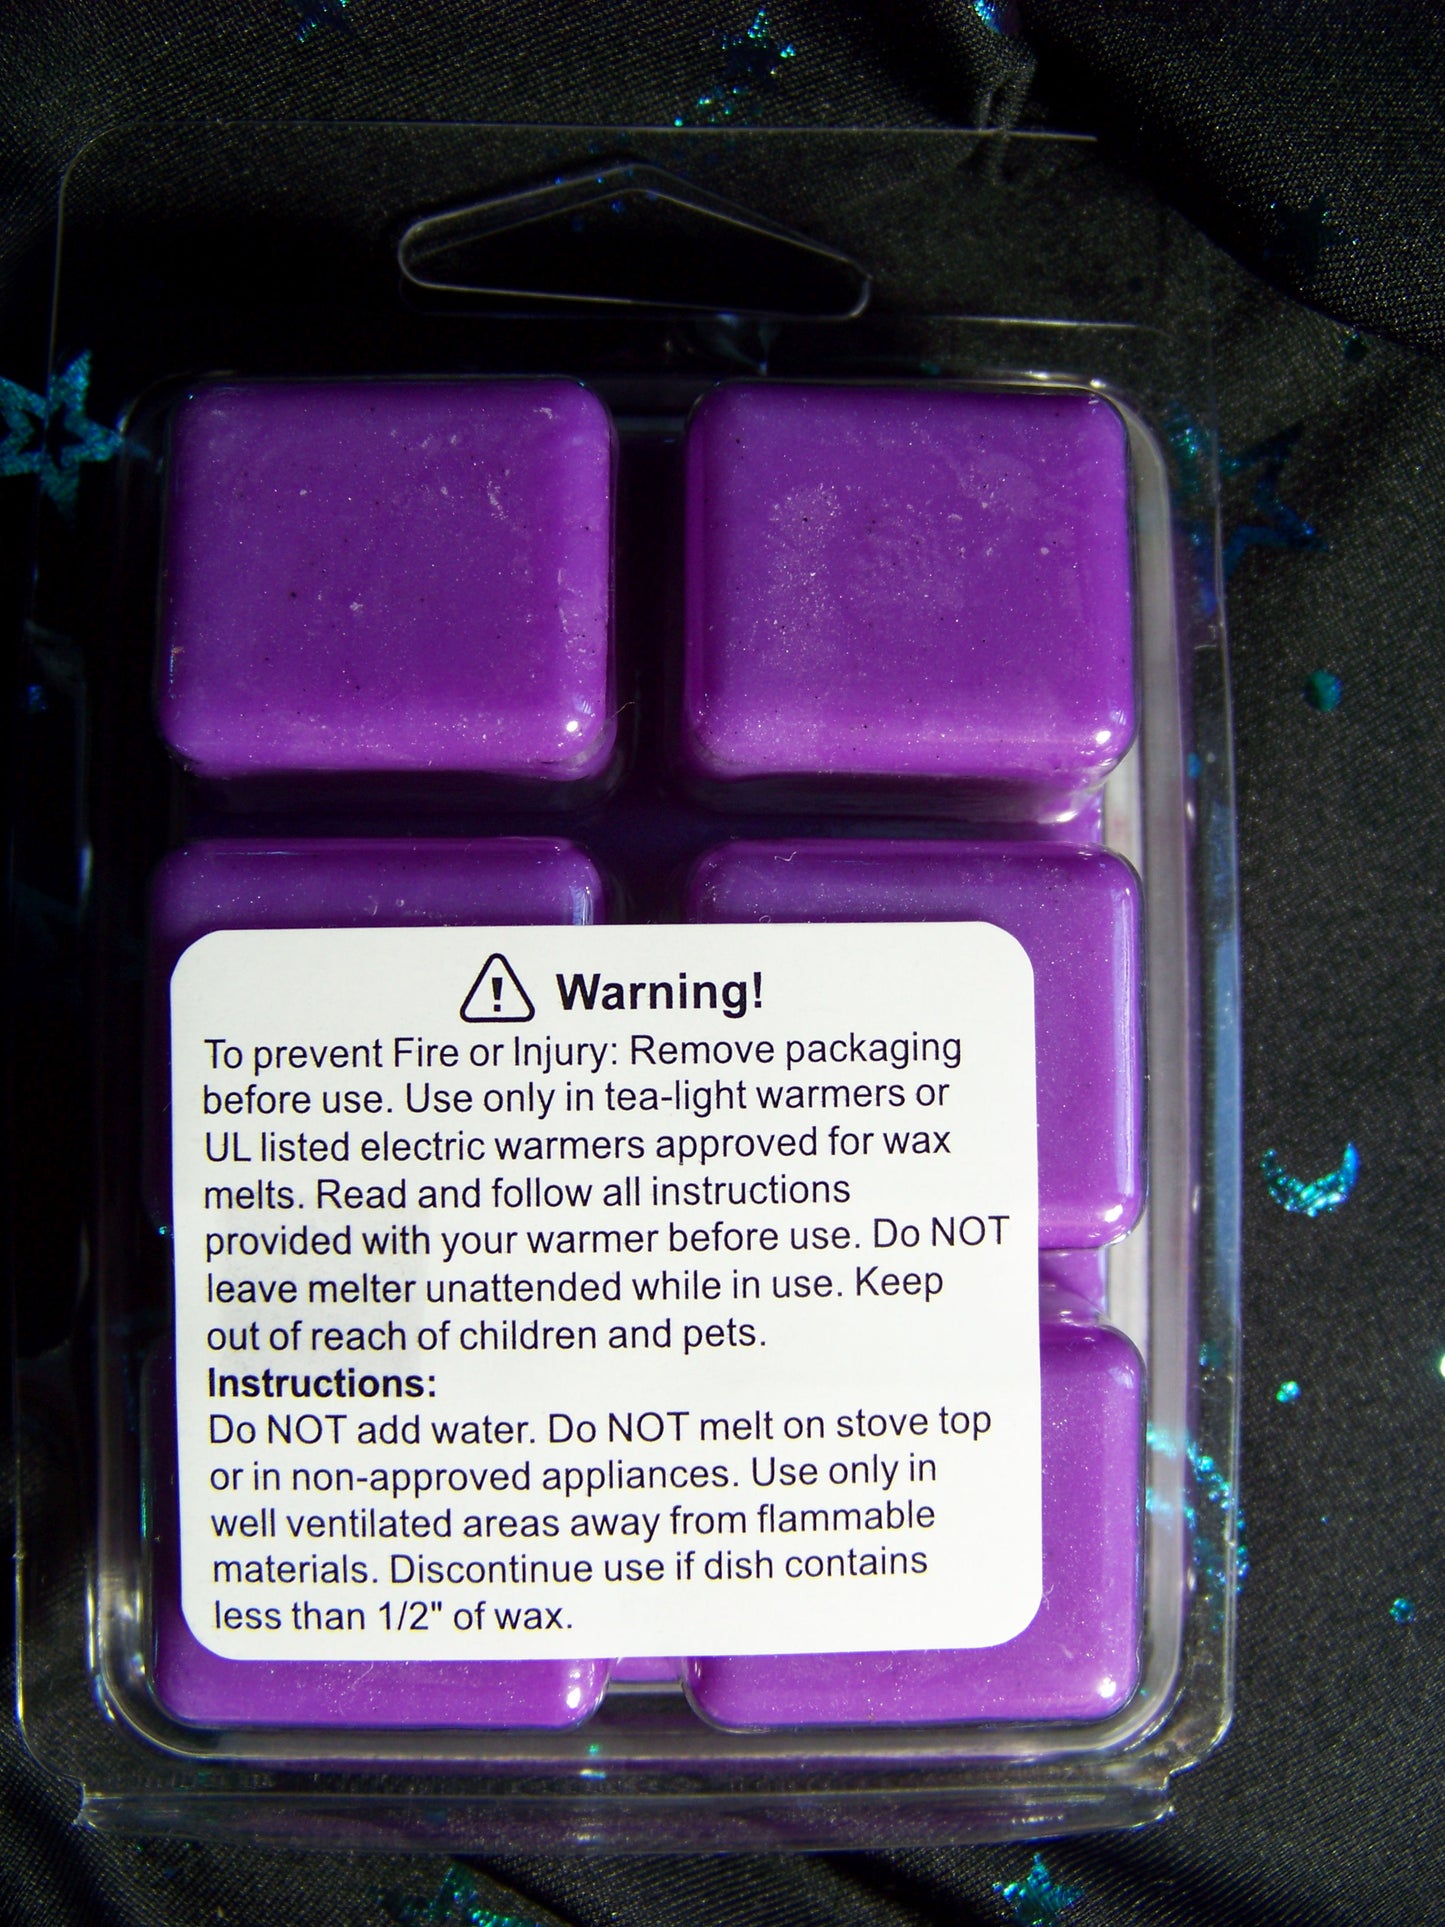 Warning!
To prevent Fire or Injury: Remove packaging
before use. Use only in tea-light warmers or
UL listed electric warmers approved for wax
melts. Read and follow all instructions
provided with your warmer before use. Do NOT
leave melter unattended while in use. Keep
out of reach of children and pets.
Instructions:
Do NOT add water. Do NOT melt on stove top
or in non-approved appliances. Use only in
well ventilated areas away from flammable
materials. Discontinue use if dish contains
less than 1/2" of wax.